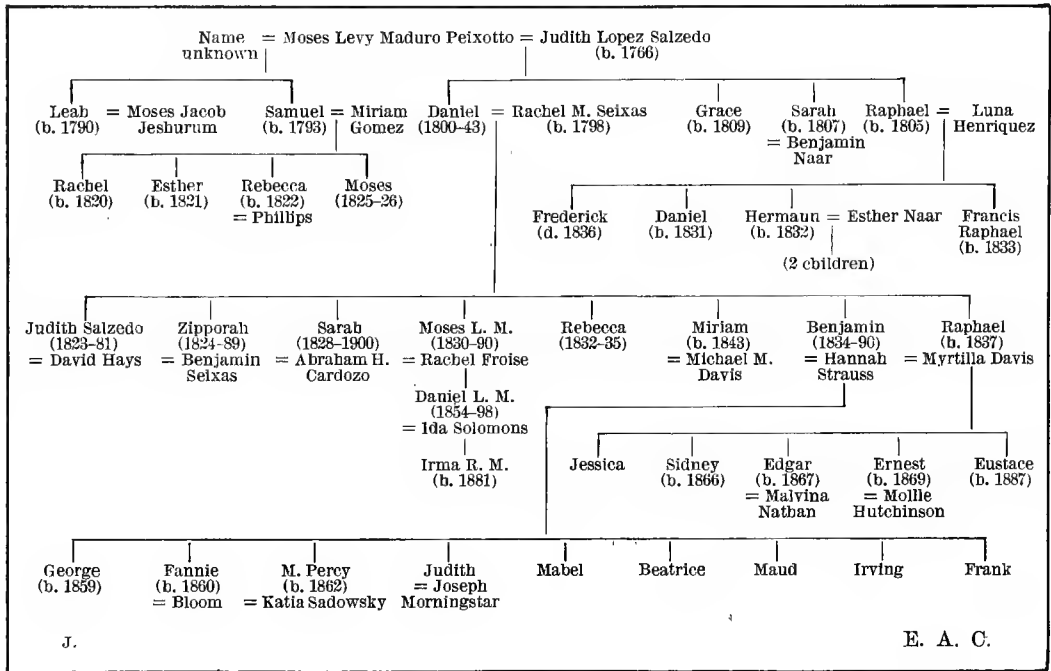 Name = Moses Levy Maduro Peixotto = Judith Lopez Salzedo
unknown (b. 1766)
Leah = Moses Jacob Samuel = Miriam Daniel = Rachel M. Seixas Grace Sarah Raphael = Luna
(b. 1790) Jeshurum (b. 1793) Gomez (1800-43) (b. 1798) (b. 1809) (b. 1807) (b. 1805) Henriquez
= Benjamin
Naar
Rachel Esther Rebecca Moses
(b. 1820) (b. 1821) (b. 1822) (1825-26)
= Phillips
Frederick Daniel Hermann = Esther Naar Francis
(d. 1836) (b. 1831) (b. 1832) Raphael
(b. 1833)
(2 children)
Judith Salzedo Zipporah Sarah Moses L. M. Rebecca Miriam Benjamin Raphael
(1823-81) (1824-89) (1828-1900) (1830-90) (1832-35) (b. 1843) (1834-90) (b. 1837)
= David Hays = Benjamin = Abraham H. = Rachel Froise = Michael M. = Hannah = Myrtilla Davis
Seixas Cardozo Davis Strauss
Daniel L. M.
(1854-98)
= Ida Solomons
Irma R. M.
(b. 1881)
Jessica Sidney Edgar Ernest Eustace
(b. 1866) (b. 1867) (b. 1869) (b. 1887)
= Malvina = Mollie
Nathan Hutchinson
George Fannie M. Percy Judith Mabel Beatrice Maud Irving Frank
(b. 1859) (b. 1860) (b. 1862) = Joseph
= Bloom = Katia Sadowsky Morningstar
J. E. A. C.